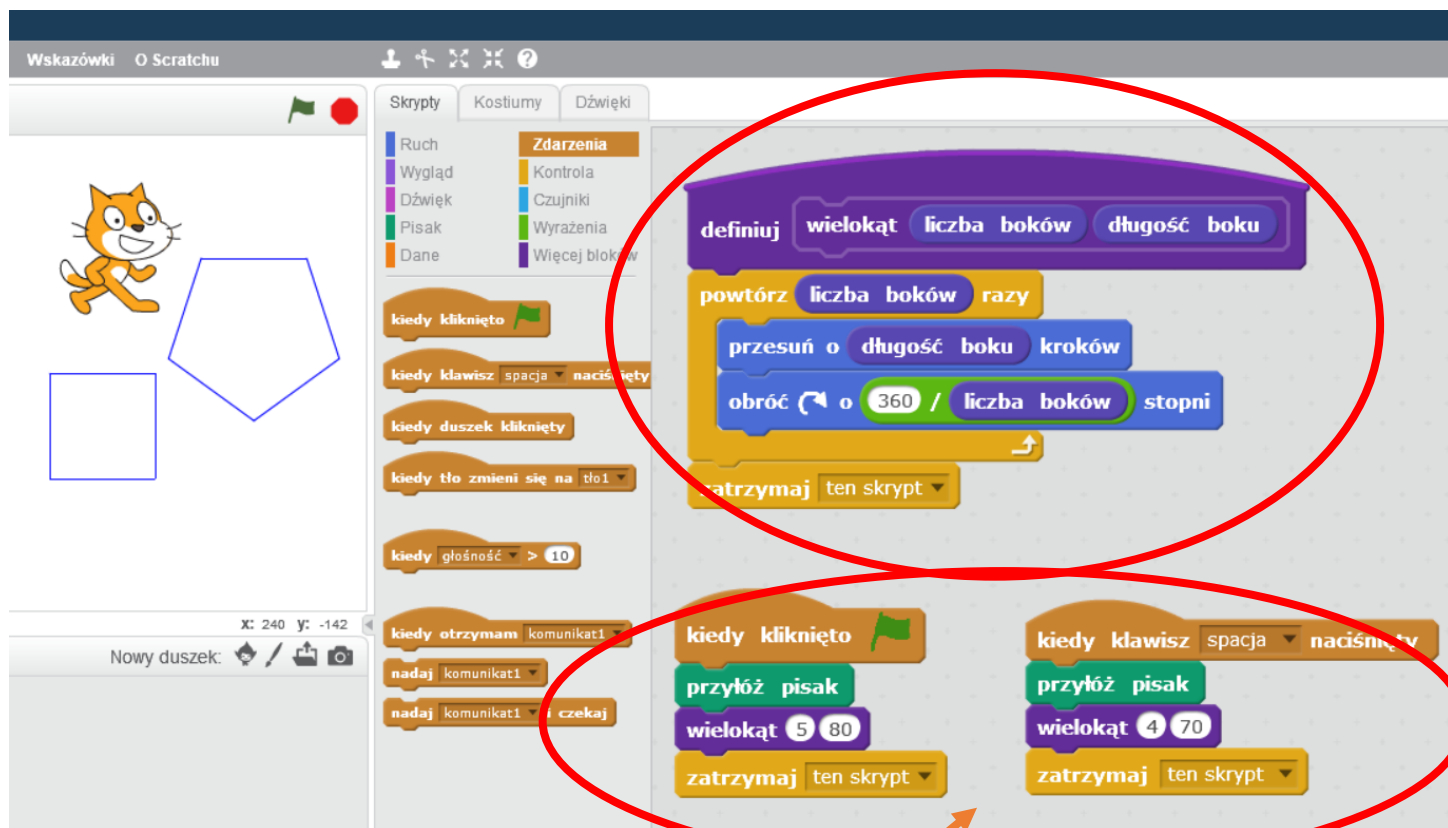 Wskazówki O Scratchu
Skrypty Kostiumy Dźwięki
Ruch Zdarzenia
Wygląd Kontrola
Dźwięk Czujniki
Pisak Wyrażenia
Dane Więcej bloków
kiedy kliknięto
kiedy klawisz spacja naciśnięty
kiedy duszek kliknięty
kiedy tło zmieni się na tło1
kiedy głośność > 10
kiedy otrzymam komunikat1
nadaj komunikat1
nadaj komunikat1 i czekaj
x: 240 y: -142
Nowy duszek:
definiuj wielokąt liczba boków długość boku
powtórz liczba boków razy
przesuń o długość boku kroków
obróć o 360 / liczba boków stopni
zatrzymaj ten skrypt
kiedy kliknięto
przyłóż pisak
wielokąt 5 80
zatrzymaj ten skrypt
kiedy klawisz spacja naciśnięty
przyłóż pisak
wielokąt 4 70
zatrzymaj ten skrypt